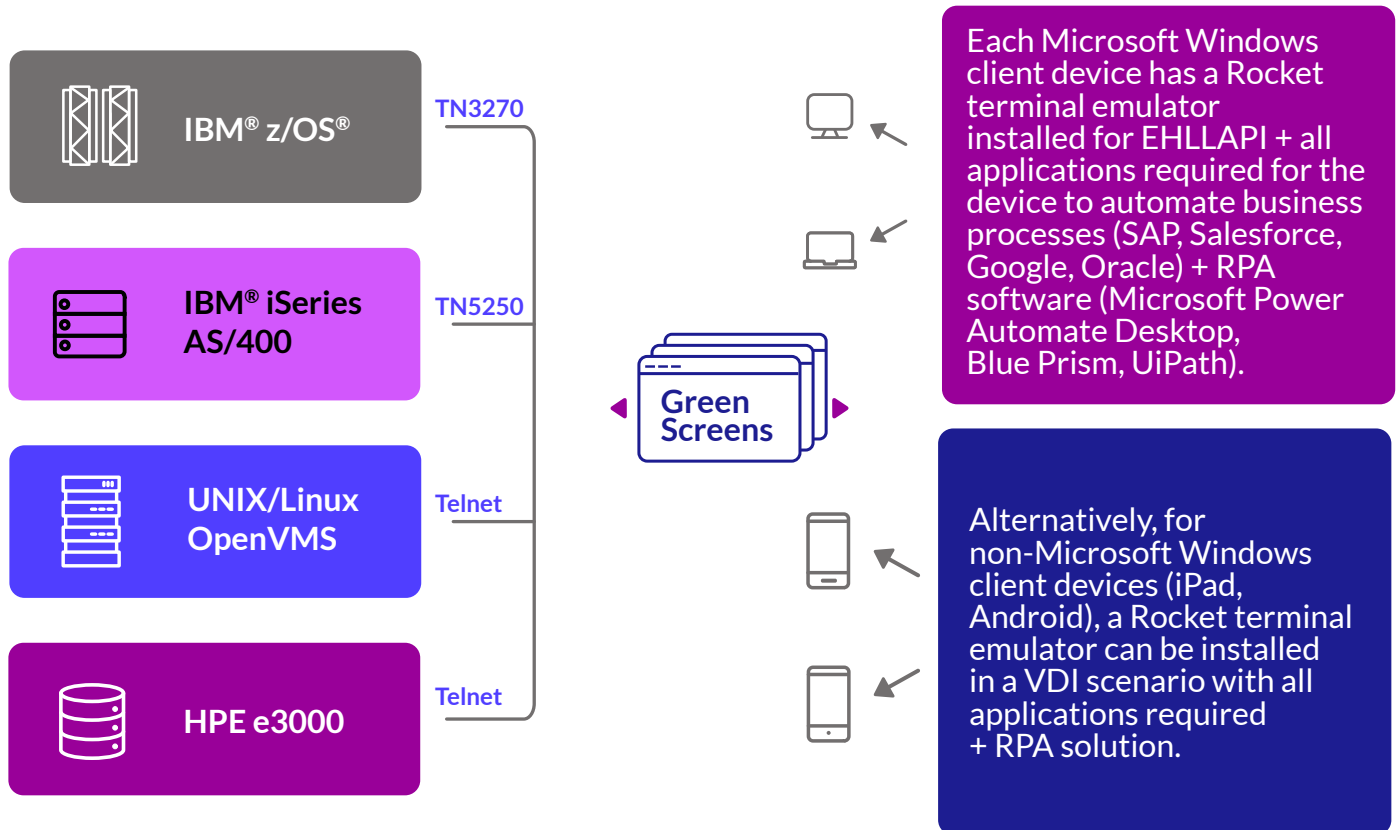 IBM® z/OS®
TN3270
IBM® iSeries
AS/400
TN5250
UNIX/Linux
OpenVMS
Telnet
HPE e3000
Telnet
Green
Screens
Each Microsoft Windows
client device has a Rocket
terminal emulator
installed for EHLLAPI + all
applications required for the
device to automate business
processes (SAP, Salesforce,
Google, Oracle) + RPA
software (Microsoft Power
Automate Desktop,
Blue Prism, UiPath).
Alternatively, for
non-Microsoft Windows
client devices (iPad,
Android), a Rocket terminal
emulator can be installed
in a VDI scenario with all
applications required
+ RPA solution.